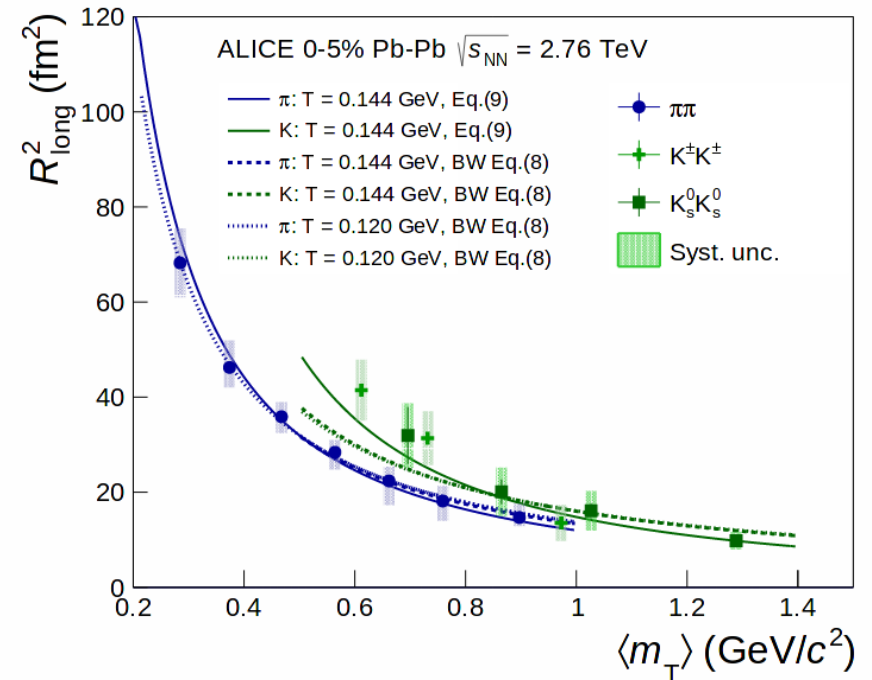 ALICE 0-5% Pb-Pb √s_NN = 2.76 TeV
π: T = 0.144 GeV, Eq.(9)
K: T = 0.144 GeV, Eq.(9)
π: T = 0.144 GeV, BW Eq.(8)
K: T = 0.144 GeV, BW Eq.(8)
π: T = 0.120 GeV, BW Eq.(8)
K: T = 0.120 GeV, BW Eq.(8)
ππ
K±K±
K⁰ₛK⁰ₛ
Syst. unc.
R²_long (fm²)
120
100
80
60
40
20
0
0.2 0.4 0.6 0.8 1 1.2 1.4
⟨m_T⟩ (GeV/c²)